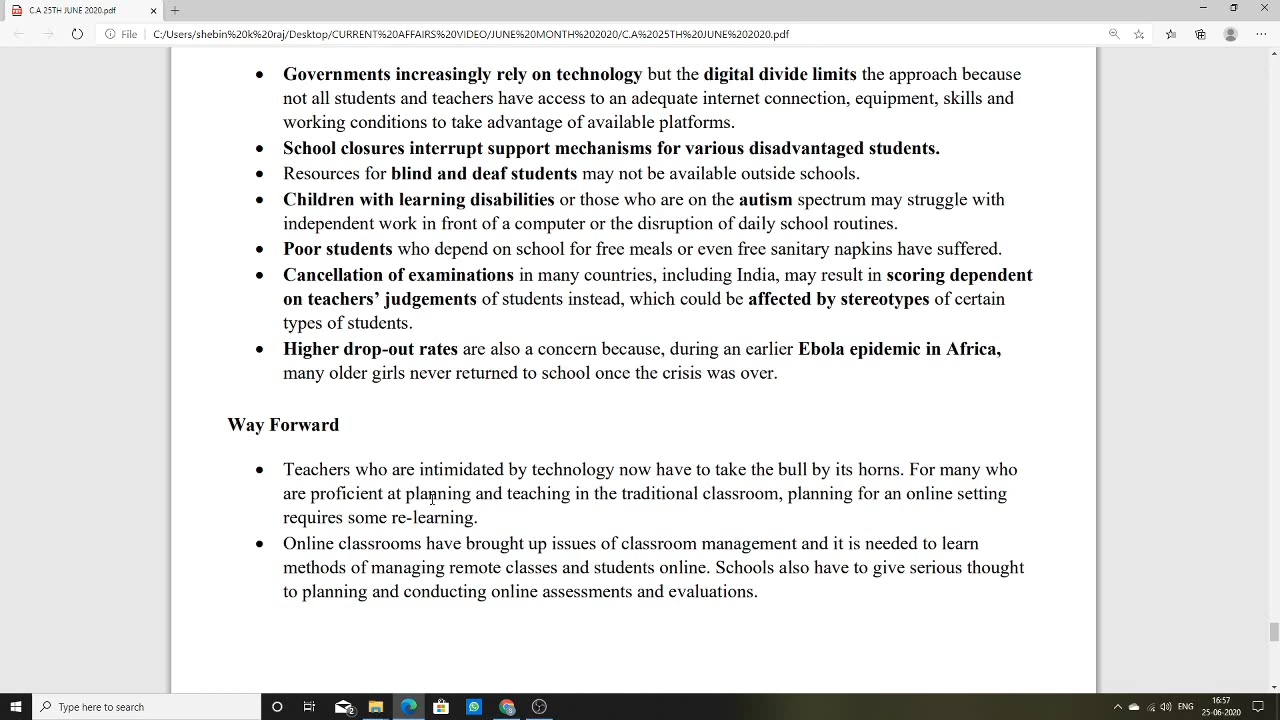 C.A 25TH JUNE 2020.pdf
File
C:/Users/shebin%20k%20raj/Desktop/CURRENT%20AFFAIRS%20VIDEO/JUNE%20MONTH%202020/C.A%2025TH%20JUNE%202020.pdf
• Governments increasingly rely on technology but the digital divide limits the approach because
not all students and teachers have access to an adequate internet connection, equipment, skills and
working conditions to take advantage of available platforms.
• School closures interrupt support mechanisms for various disadvantaged students.
• Resources for blind and deaf students may not be available outside schools.
• Children with learning disabilities or those who are on the autism spectrum may struggle with
independent work in front of a computer or the disruption of daily school routines.
• Poor students who depend on school for free meals or even free sanitary napkins have suffered.
• Cancellation of examinations in many countries, including India, may result in scoring dependent
on teachers’ judgements of students instead, which could be affected by stereotypes of certain
types of students.
• Higher drop-out rates are also a concern because, during an earlier Ebola epidemic in Africa,
many older girls never returned to school once the crisis was over.
Way Forward
• Teachers who are intimidated by technology now have to take the bull by its horns. For many who
are proficient at planning and teaching in the traditional classroom, planning for an online setting
requires some re-learning.
• Online classrooms have brought up issues of classroom management and it is needed to learn
methods of managing remote classes and students online. Schools also have to give serious thought
to planning and conducting online assessments and evaluations.
Type here to search
2
ENG
16:57
25-06-2020